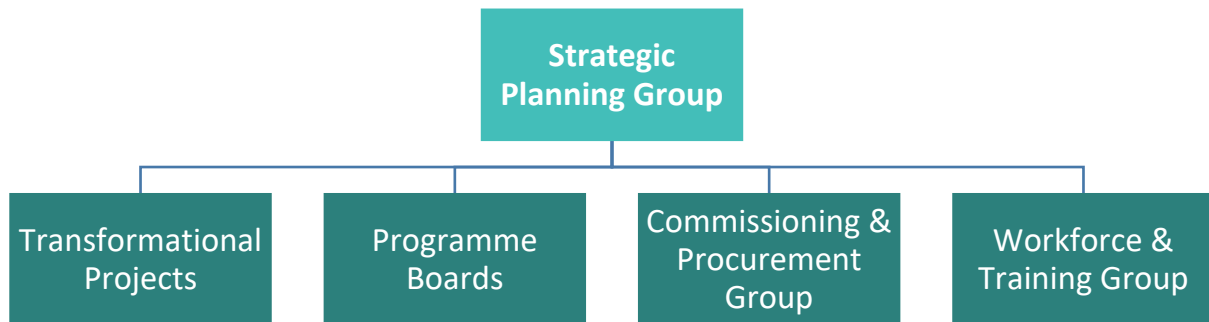 Strategic
Planning Group
Transformational
Projects
Programme
Boards
Commissioning &
Procurement
Group
Workforce &
Training Group